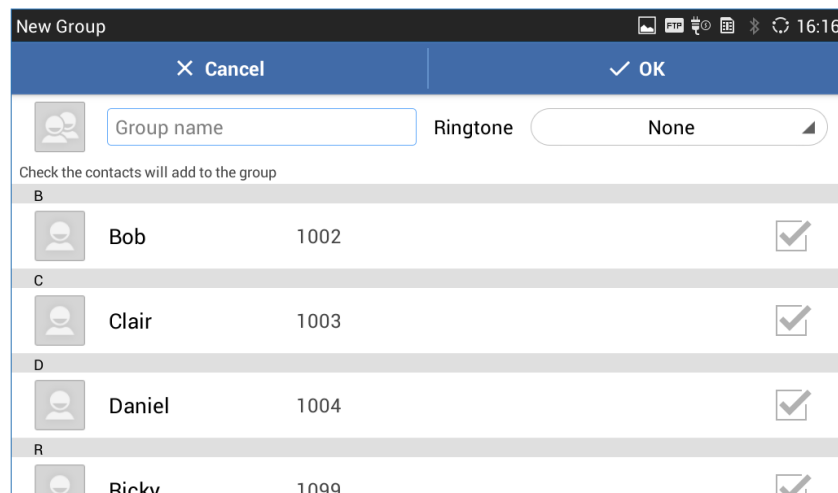 New Group FTP 16:16
Cancel OK
Group name Ringtone None
Check the contacts will add to the group
B
Bob 1002
C
Clair 1003
D
Daniel 1004
R
Ricky 1099